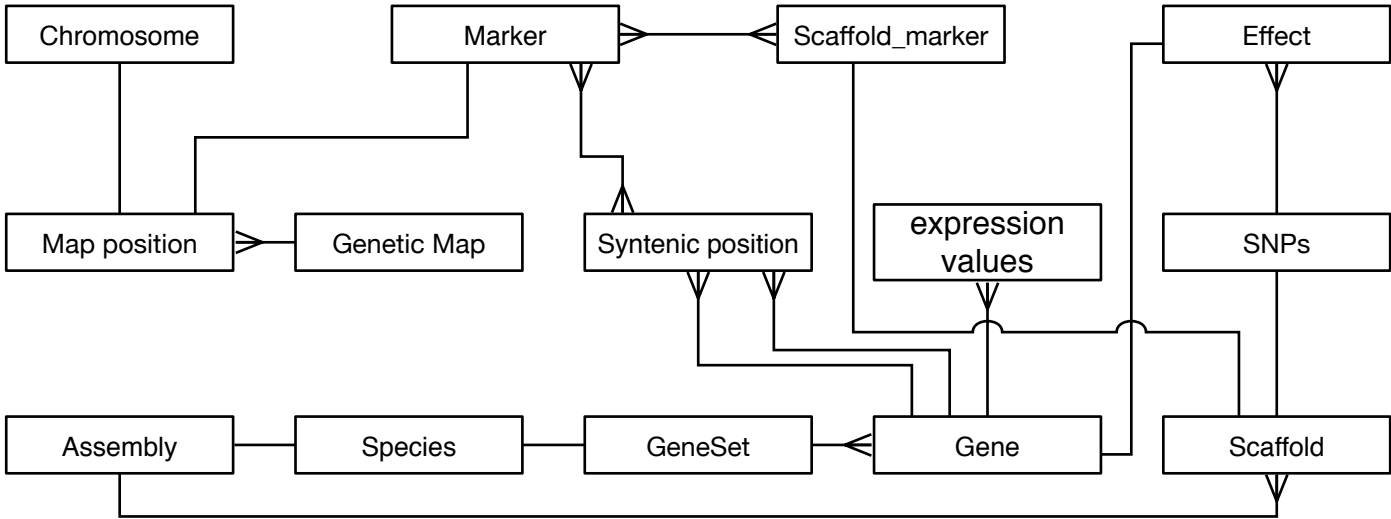 Chromosome
Marker
Scaffold_marker
Effect
Map position
Genetic Map
Syntenic position
expression
values
SNPs
Assembly
Species
GeneSet
Gene
Scaffold